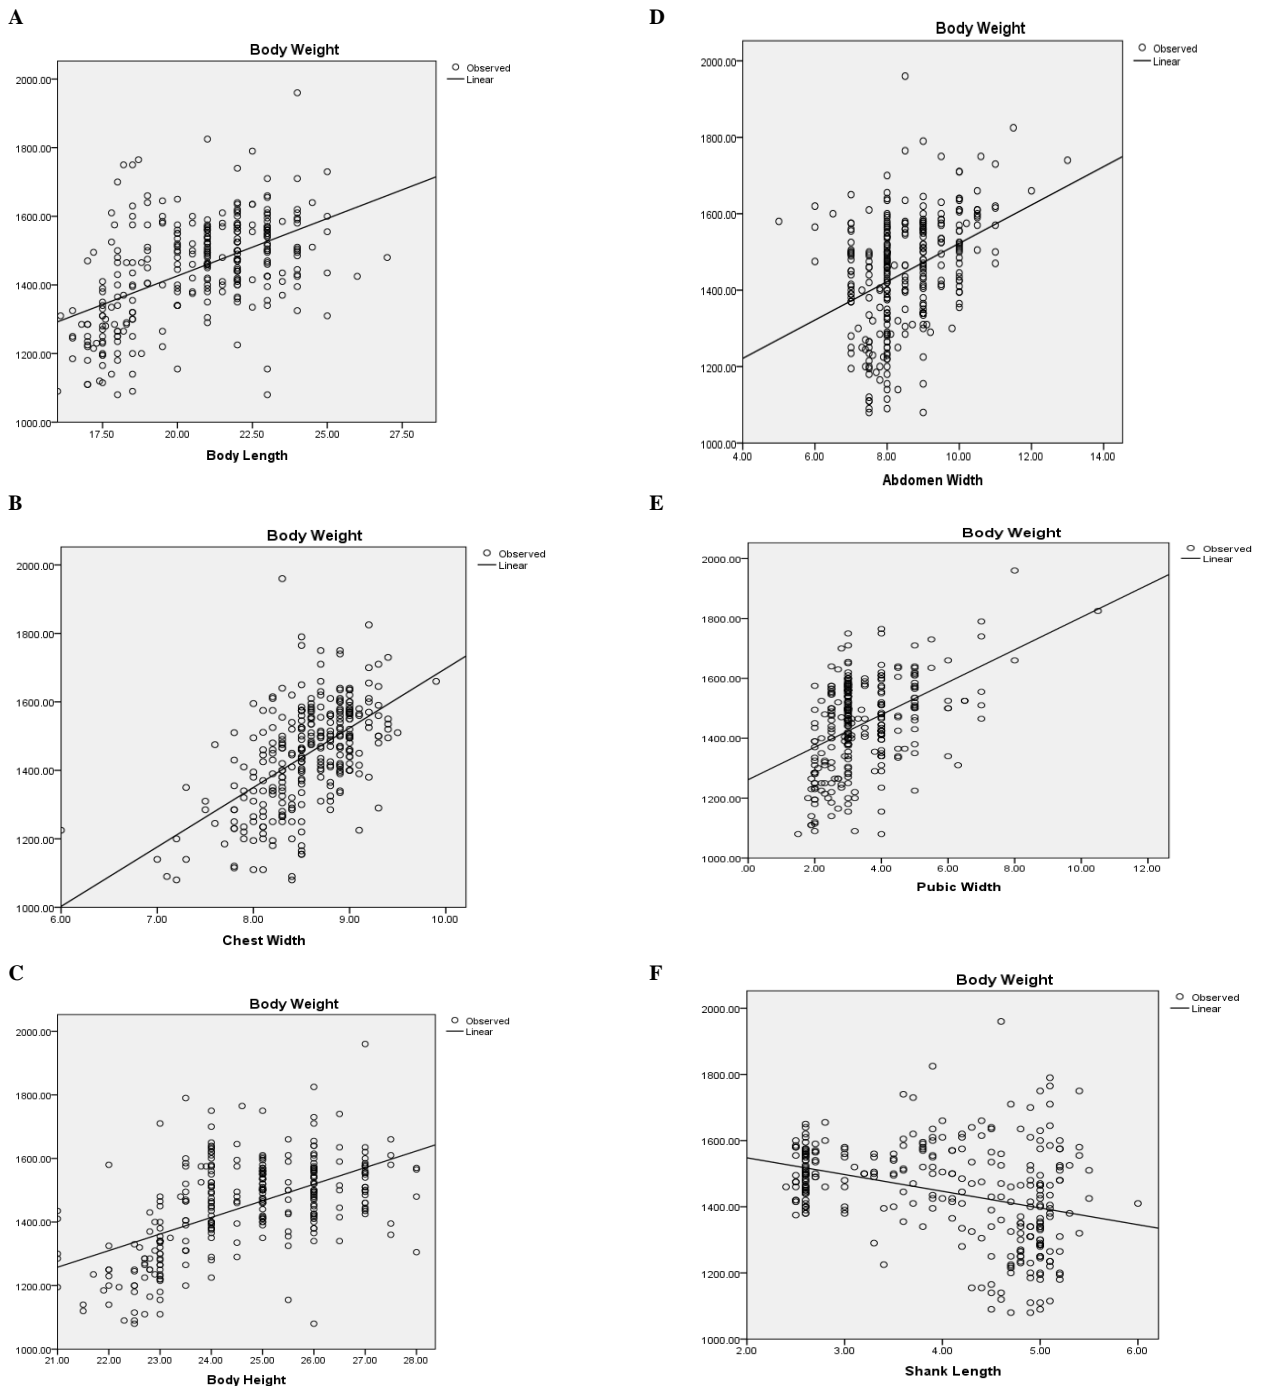 A
Body Weight
Observed
Linear
2000.00
1800.00
1600.00
1400.00
1200.00
1000.00
17.50 20.00 22.50 25.00 27.50
Body Length
D
Body Weight
Observed
Linear
2000.00
1800.00
1600.00
1400.00
1200.00
1000.00
4.00 6.00 8.00 10.00 12.00 14.00
Abdomen Width
B
Body Weight
Observed
Linear
2000.00
1800.00
1600.00
1400.00
1200.00
1000.00
6.00 7.00 8.00 9.00 10.00
Chest Width
E
Body Weight
Observed
Linear
2000.00
1800.00
1600.00
1400.00
1200.00
1000.00
.00 2.00 4.00 6.00 8.00 10.00 12.00
Pubic Width
C
Body Weight
Observed
Linear
2000.00
1800.00
1600.00
1400.00
1200.00
1000.00
21.00 22.00 23.00 24.00 25.00 26.00 27.00 28.00
Body Height
F
Body Weight
Observed
Linear
2000.00
1800.00
1600.00
1400.00
1200.00
1000.00
2.00 3.00 4.00 5.00 6.00
Shank Length